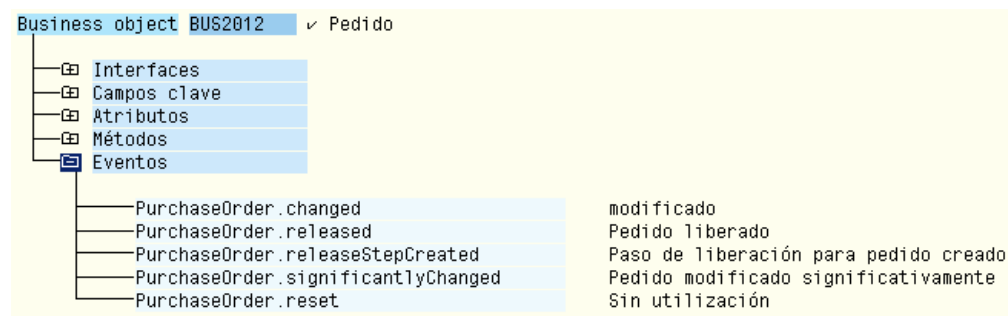 Business object BUS2012 ✓ Pedido
Interfaces
Campos clave
Atributos
Métodos
Eventos
PurchaseOrder.changed modificado
PurchaseOrder.released Pedido liberado
PurchaseOrder.releaseStepCreated Paso de liberación para pedido creado
PurchaseOrder.significantlyChanged Pedido modificado significativamente
PurchaseOrder.reset Sin utilización